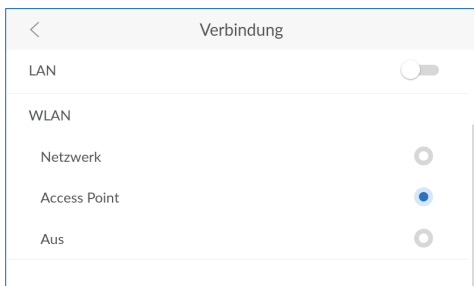 Verbindung
LAN
WLAN
Netzwerk
Access Point
Aus